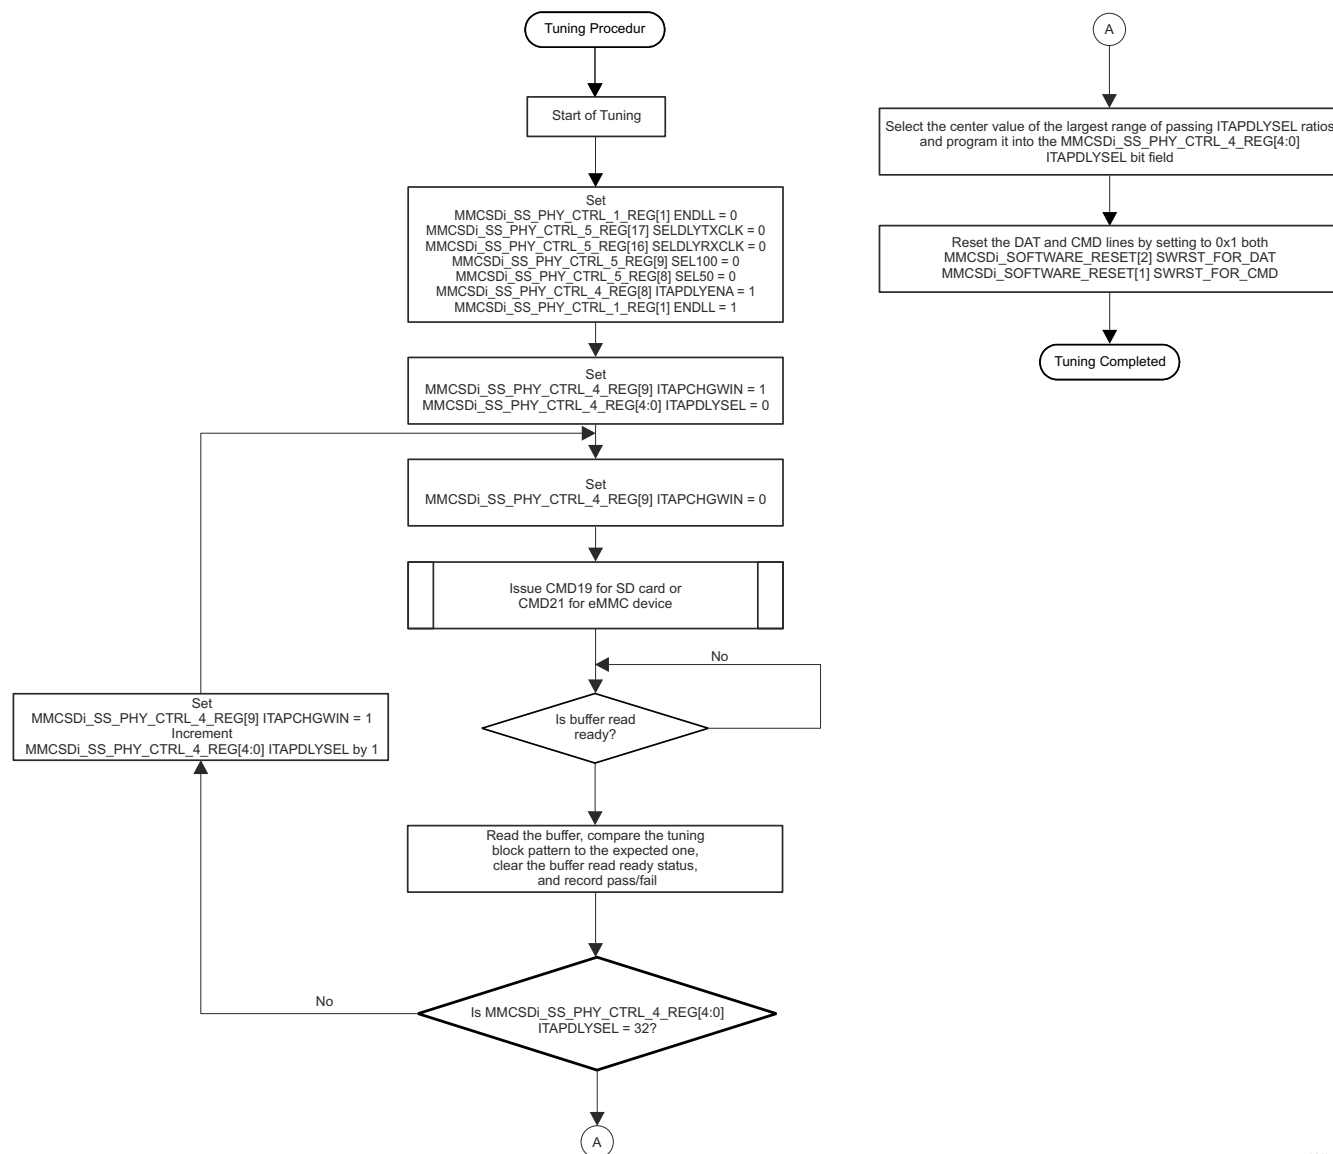 Tuning Procedur
Start of Tuning
Set
MMCSDi_SS_PHY_CTRL_1_REG[1] ENDLL = 0
MMCSDi_SS_PHY_CTRL_5_REG[17] SELDLYTXCLK = 0
MMCSDi_SS_PHY_CTRL_5_REG[16] SELDLYRXCLK = 0
MMCSDi_SS_PHY_CTRL_5_REG[9] SEL100 = 0
MMCSDi_SS_PHY_CTRL_5_REG[8] SEL50 = 0
MMCSDi_SS_PHY_CTRL_4_REG[8] ITAPDLYENA = 1
MMCSDi_SS_PHY_CTRL_1_REG[1] ENDLL = 1
Set
MMCSDi_SS_PHY_CTRL_4_REG[9] ITAPCHGWIN = 1
MMCSDi_SS_PHY_CTRL_4_REG[4:0] ITAPDLYSEL = 0
Set
MMCSDi_SS_PHY_CTRL_4_REG[9] ITAPCHGWIN = 0
Issue CMD19 for SD card or
CMD21 for eMMC device
No
Is buffer read
ready?
Set
MMCSDi_SS_PHY_CTRL_4_REG[9] ITAPCHGWIN = 1
Increment
MMCSDi_SS_PHY_CTRL_4_REG[4:0] ITAPDLYSEL by 1
Read the buffer, compare the tuning
block pattern to the expected one,
clear the buffer read ready status,
and record pass/fail
No
Is MMCSDi_SS_PHY_CTRL_4_REG[4:0]
ITAPDLYSEL = 32?
A
A
Select the center value of the largest range of passing ITAPDLYSEL ratios
and program it into the MMCSDi_SS_PHY_CTRL_4_REG[4:0]
ITAPDLYSEL bit field
Reset the DAT and CMD lines by setting to 0x1 both
MMCSDi_SOFTWARE_RESET[2] SWRST_FOR_DAT
MMCSDi_SOFTWARE_RESET[1] SWRST_FOR_CMD
Tuning Completed